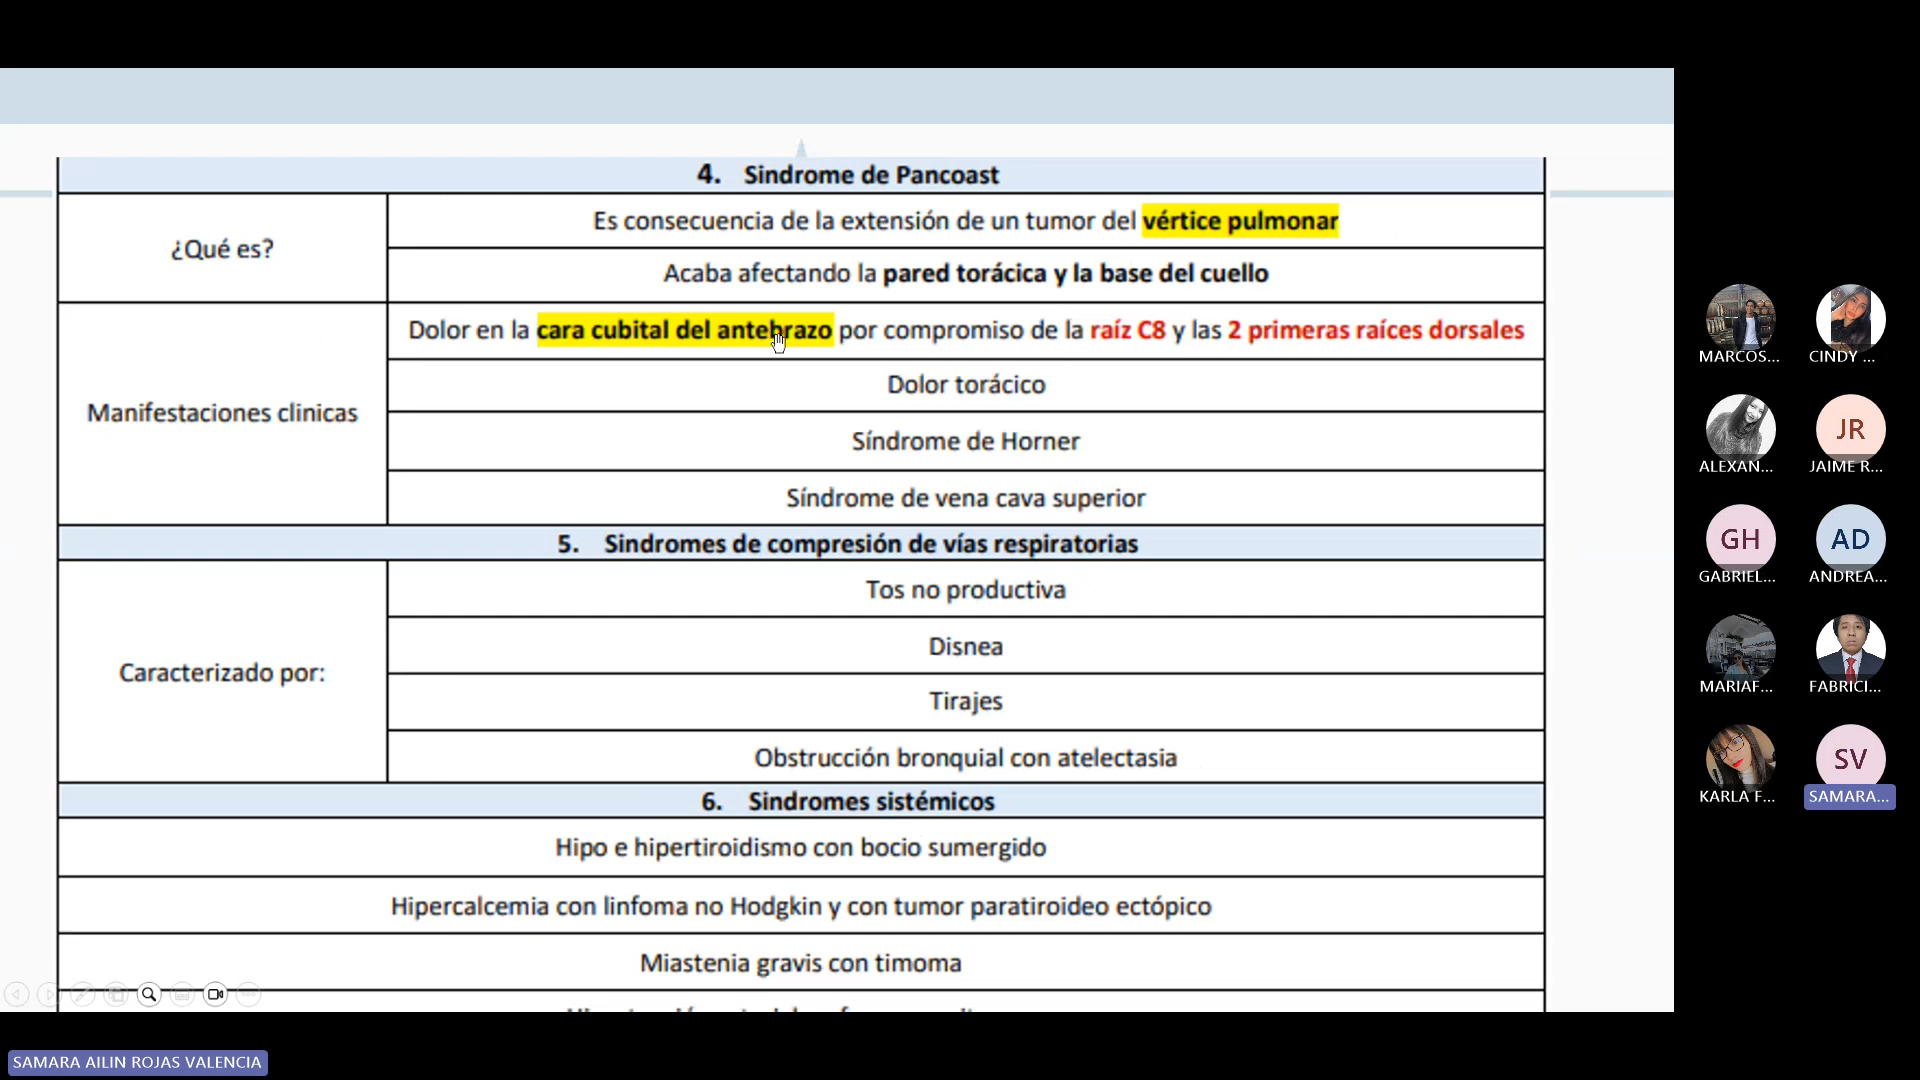 4. Sindrome de Pancoast
¿Qué es?
Es consecuencia de la extensión de un tumor del vértice pulmonar
Acaba afectando la pared torácica y la base del cuello
Manifestaciones clinicas
Dolor en la cara cubital del antebrazo por compromiso de la raíz C8 y las 2 primeras raíces dorsales
Dolor torácico
Síndrome de Horner
Síndrome de vena cava superior
5. Sindromes de compresión de vías respiratorias
Caracterizado por:
Tos no productiva
Disnea
Tirajes
Obstrucción bronquial con atelectasia
6. Sindromes sistémicos
Hipo e hipertiroidismo con bocio sumergido
Hipercalcemia con linfoma no Hodgkin y con tumor paratiroideo ectópico
Miastenia gravis con timoma
MARCOS...
CINDY ...
ALEXAN...
JR
JAIME R...
GH
GABRIEL...
AD
ANDREA...
MARIAF...
FABRICI...
KARLA F...
SV
SAMARA...
SAMARA AILIN ROJAS VALENCIA